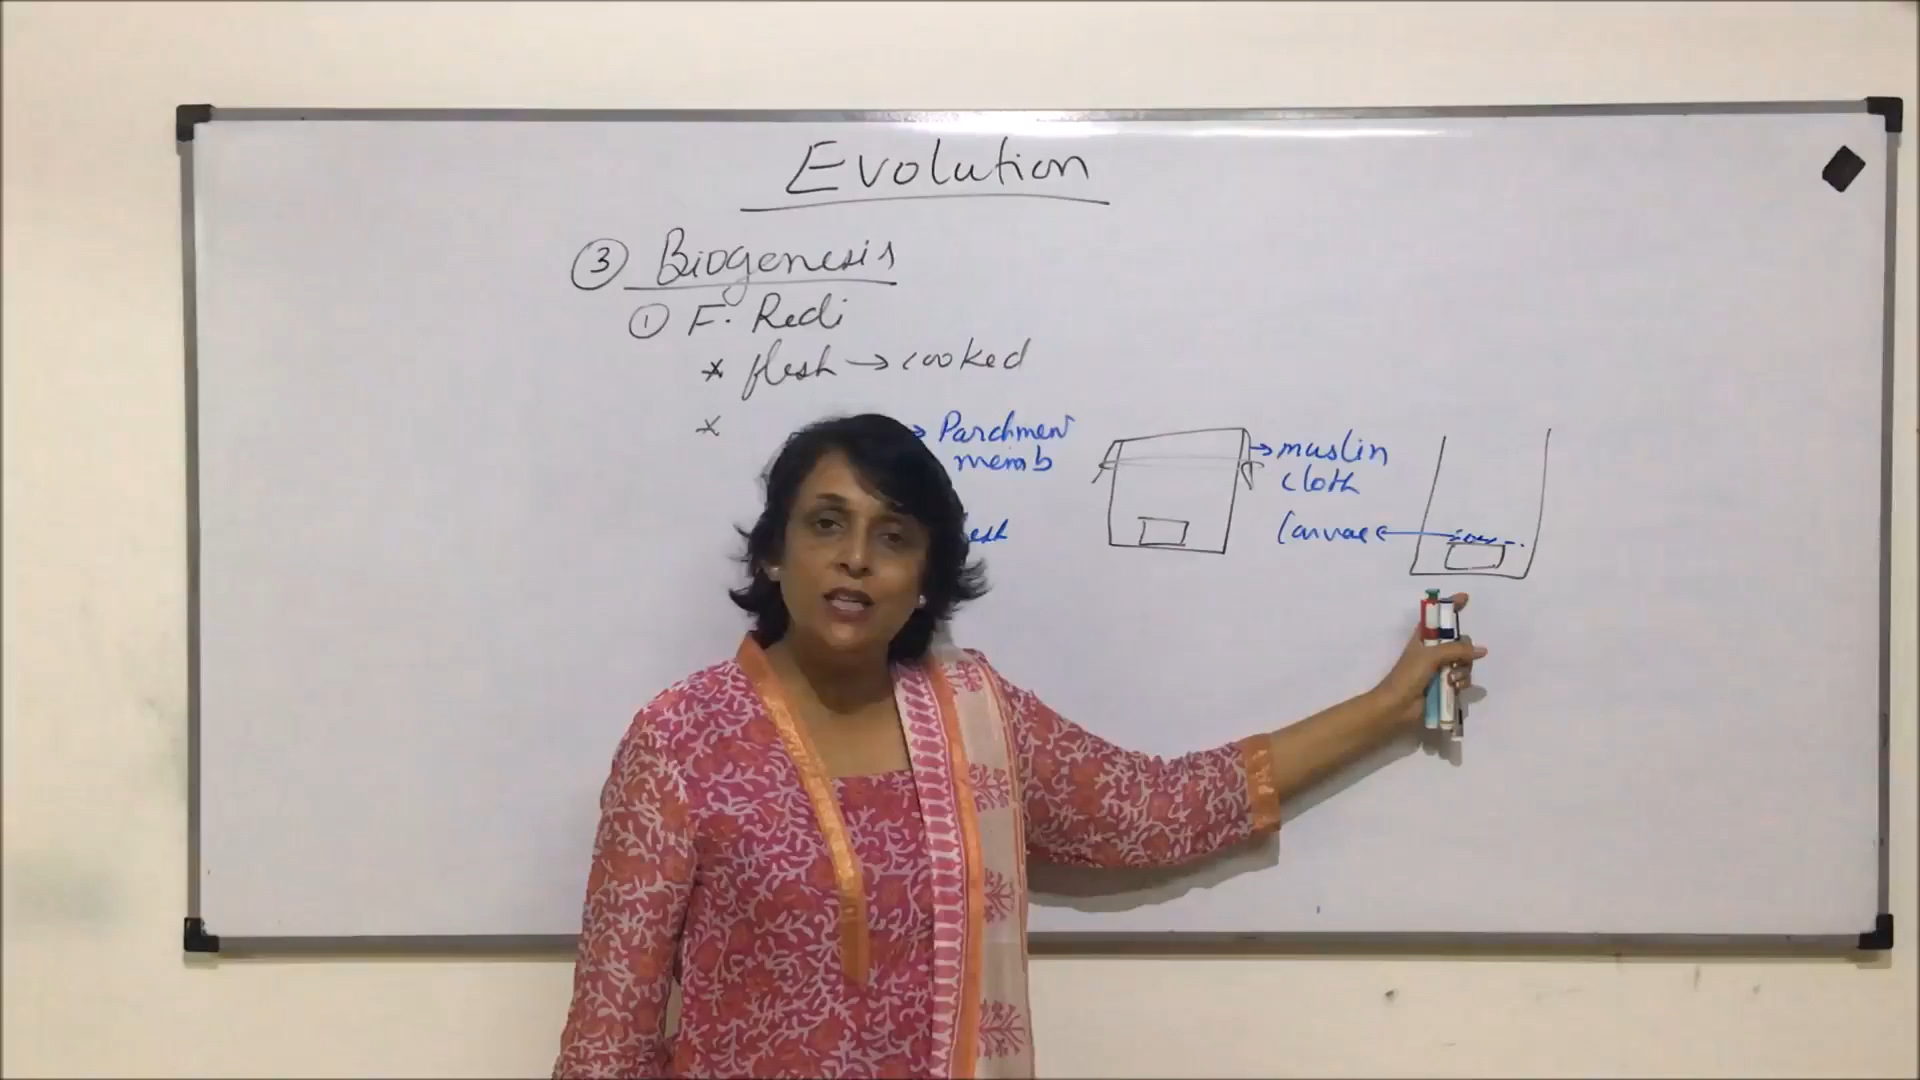 Evolution
③ Biogenesis
① F. Redi
* flesh → cooked
*
→ Parchment
memb
→ muslin
cloth
larvae